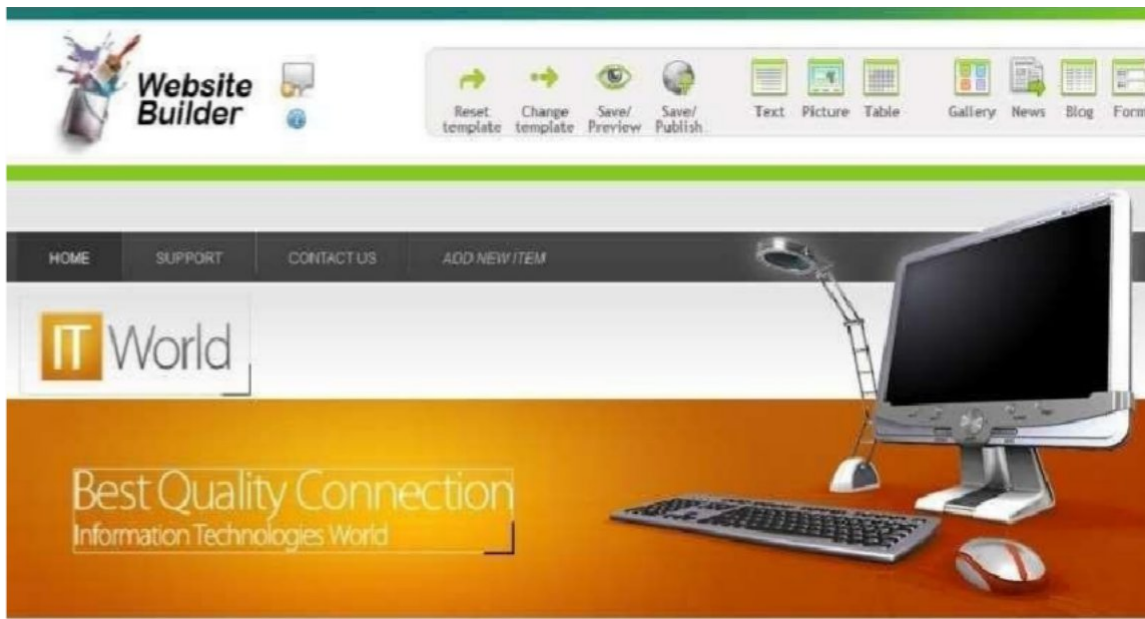 Website
Builder
Reset template
Change template
Save/ Preview
Save/ Publish
Text
Picture
Table
Gallery
News
Blog
Form
HOME
SUPPORT
CONTACT US
ADD NEW ITEM
IT World
Best Quality Connection
Information Technologies World